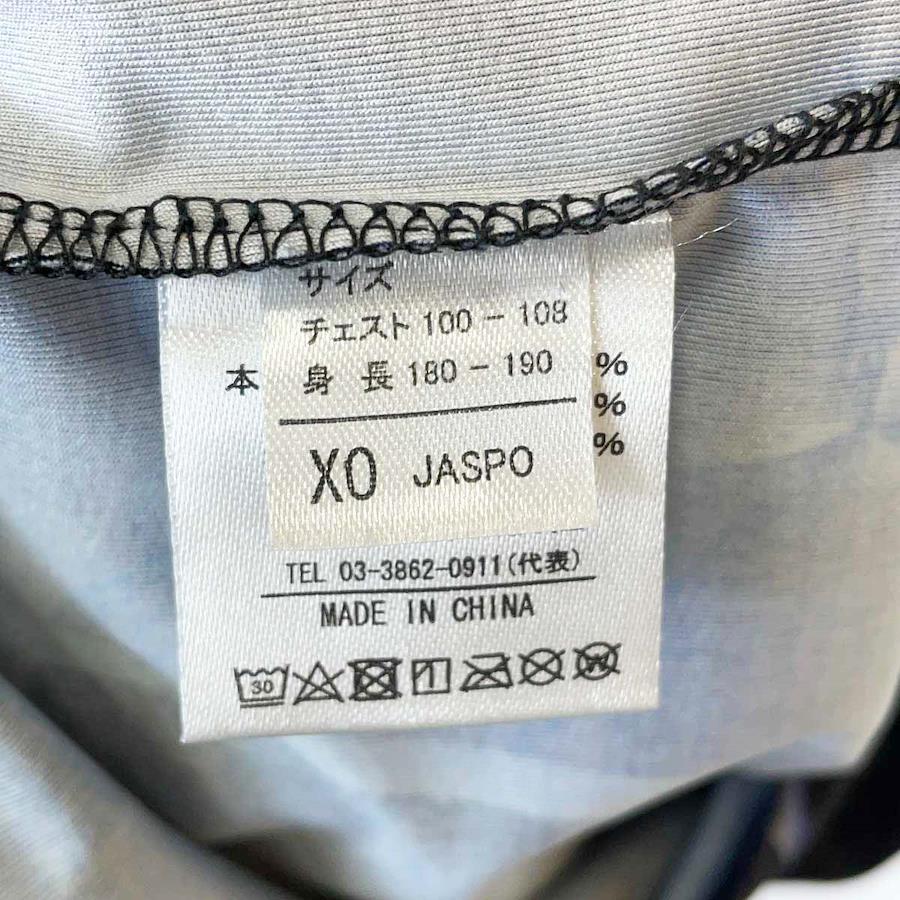 サイズ
チェスト 100 - 108
身 長 180 - 190
本
%
%
%
XO JASPO
TEL 03-3862-0911(代表)
MADE IN CHINA
30
W